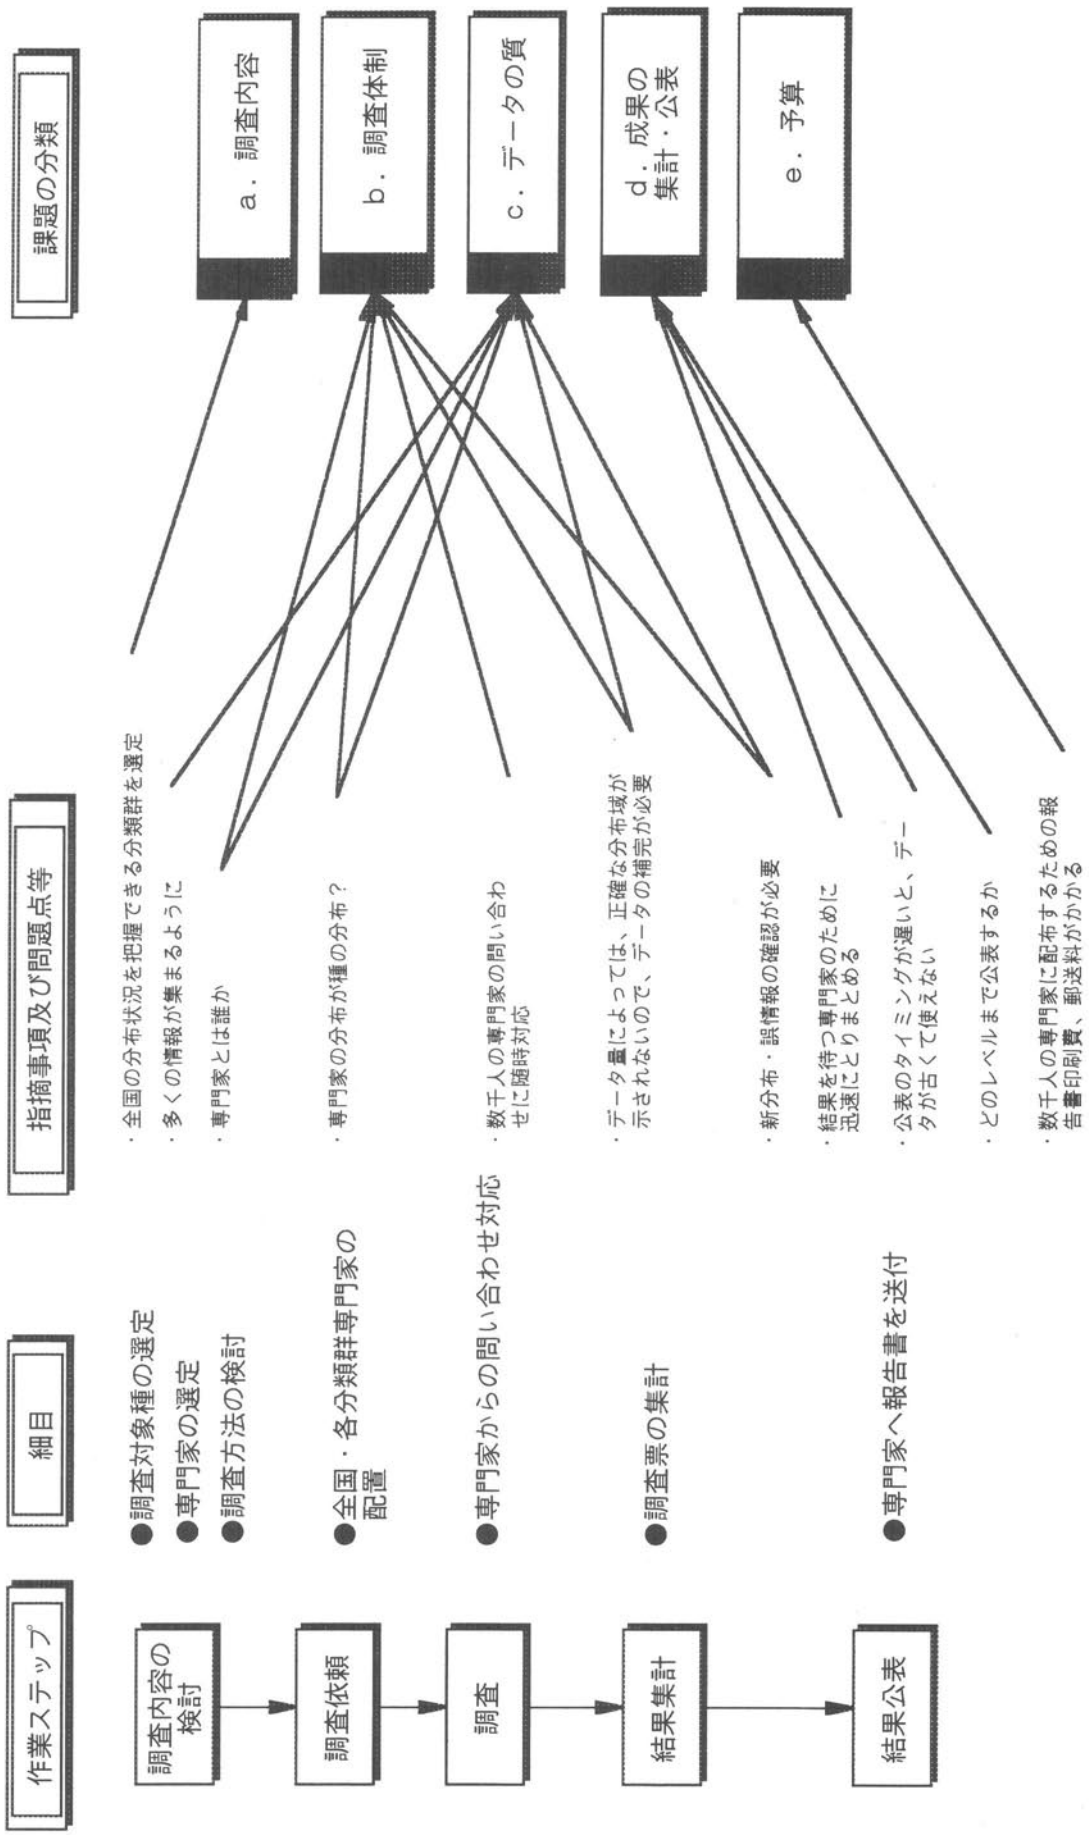 作業ステップ
細目
指摘事項及び問題点等
課題の分類
調査内容の
検討
調査依頼
調査
結果集計
結果公表
●調査対象種の選定
●専門家の選定
●調査方法の検討
●全国・各分類群専門家の
配置
●専門家からの問い合わせ対応
●調査票の集計
●専門家へ報告書を送付
・全国の分布状況を把握できる分類群を選定
・多くの情報が集まるように
・専門家とは誰か
・専門家の分布が種の分布？
・数千人の専門家の問い合わ
せに随時対応
・データ量によっては、正確な分布域が
示されないので、データの補完が必要
・新分布・誤情報の確認が必要
・結果を待つ専門家のために
迅速にとりまとめる
・公表のタイミングが遅いと、デー
タが古くて使えない
・どのレベルまで公表するか
・数千人の専門家に配布するための報
告書印刷費、郵送料がかかる
a．調査内容
b．調査体制
c．データの質
d．成果の
集計・公表
e．予算